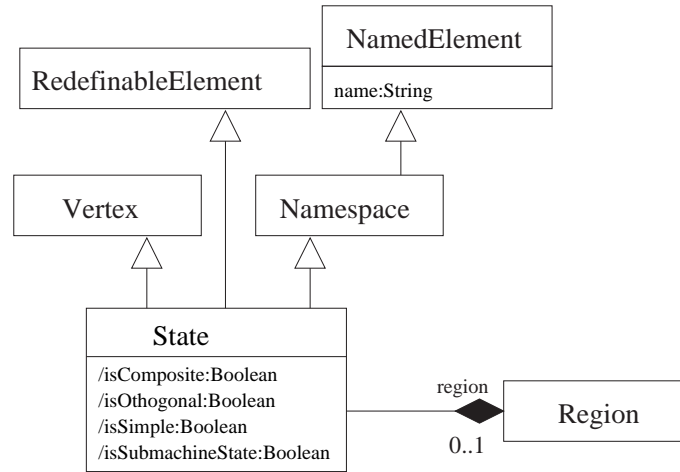 NamedElement
name:String
RedefinableElement
Vertex
Namespace
State
/isComposite:Boolean
/isOthogonal:Boolean
/isSimple:Boolean
/isSubmachineState:Boolean
region
0..1
Region